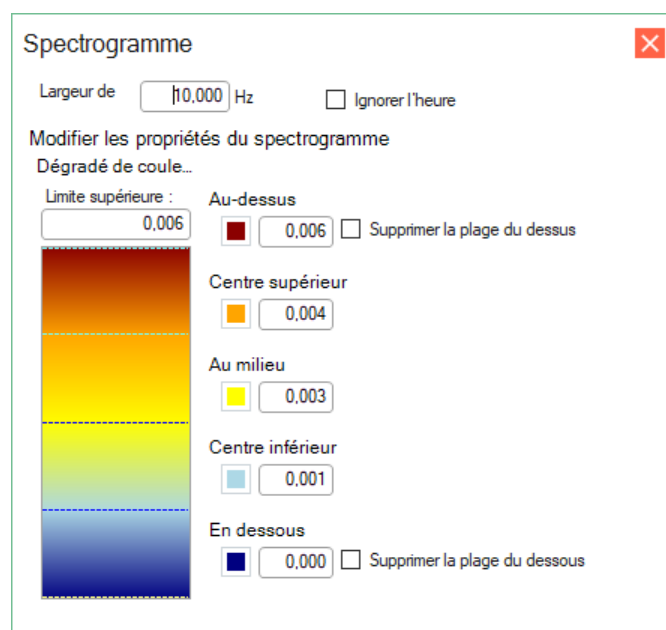 Spectrogramme
Largeur de 10,000 Hz Ignorer l'heure
Modifier les propriétés du spectrogramme
Dégradé de coule...
Limite supérieure : Au-dessus
0,006 0,006 Supprimer la plage du dessus
Centre supérieur
0,004
Au milieu
0,003
Centre inférieur
0,001
En dessous
0,000 Supprimer la plage du dessous